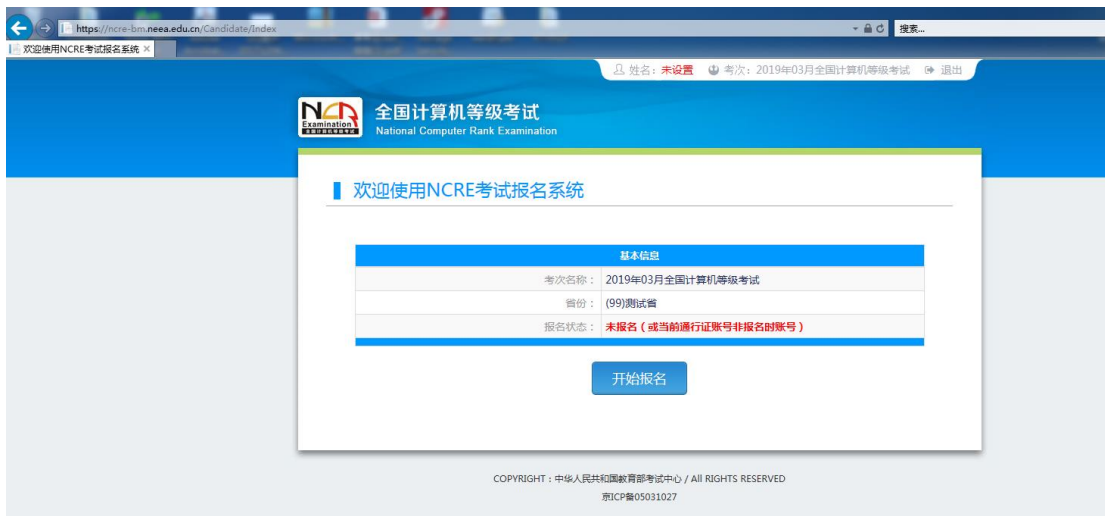 https://ncre-bm.neea.edu.cn/Candidate/Index
搜索...
欢迎使用NCRE考试报名系统 ×
姓名：未设置 考次：2019年03月全国计算机等级考试 退出
NCR 全国计算机等级考试
Examination National Computer Rank Examination
欢迎使用NCRE考试报名系统
基本信息
考次名称： 2019年03月全国计算机等级考试
省份： (99)测试省
报名状态： 未报名（或当前通行证账号非报名时账号）
开始报名
COPYRIGHT：中华人民共和国教育部考试中心 / All RIGHTS RESERVED
京ICP备05031027